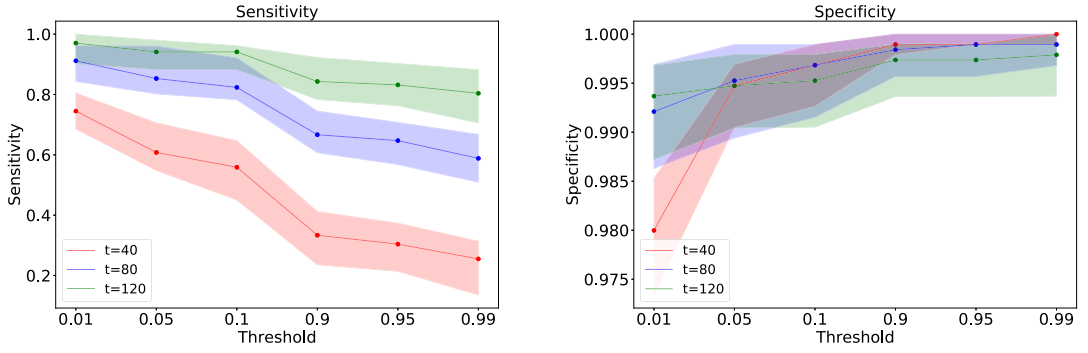 Sensitivity
Sensitivity
1.0
0.8
0.6
0.4
0.2
t=40
t=80
t=120
0.01 0.05 0.1 0.9 0.95 0.99
Threshold
Specificity
Specificity
1.000
0.995
0.990
0.985
0.980
0.975
t=40
t=80
t=120
0.01 0.05 0.1 0.9 0.95 0.99
Threshold